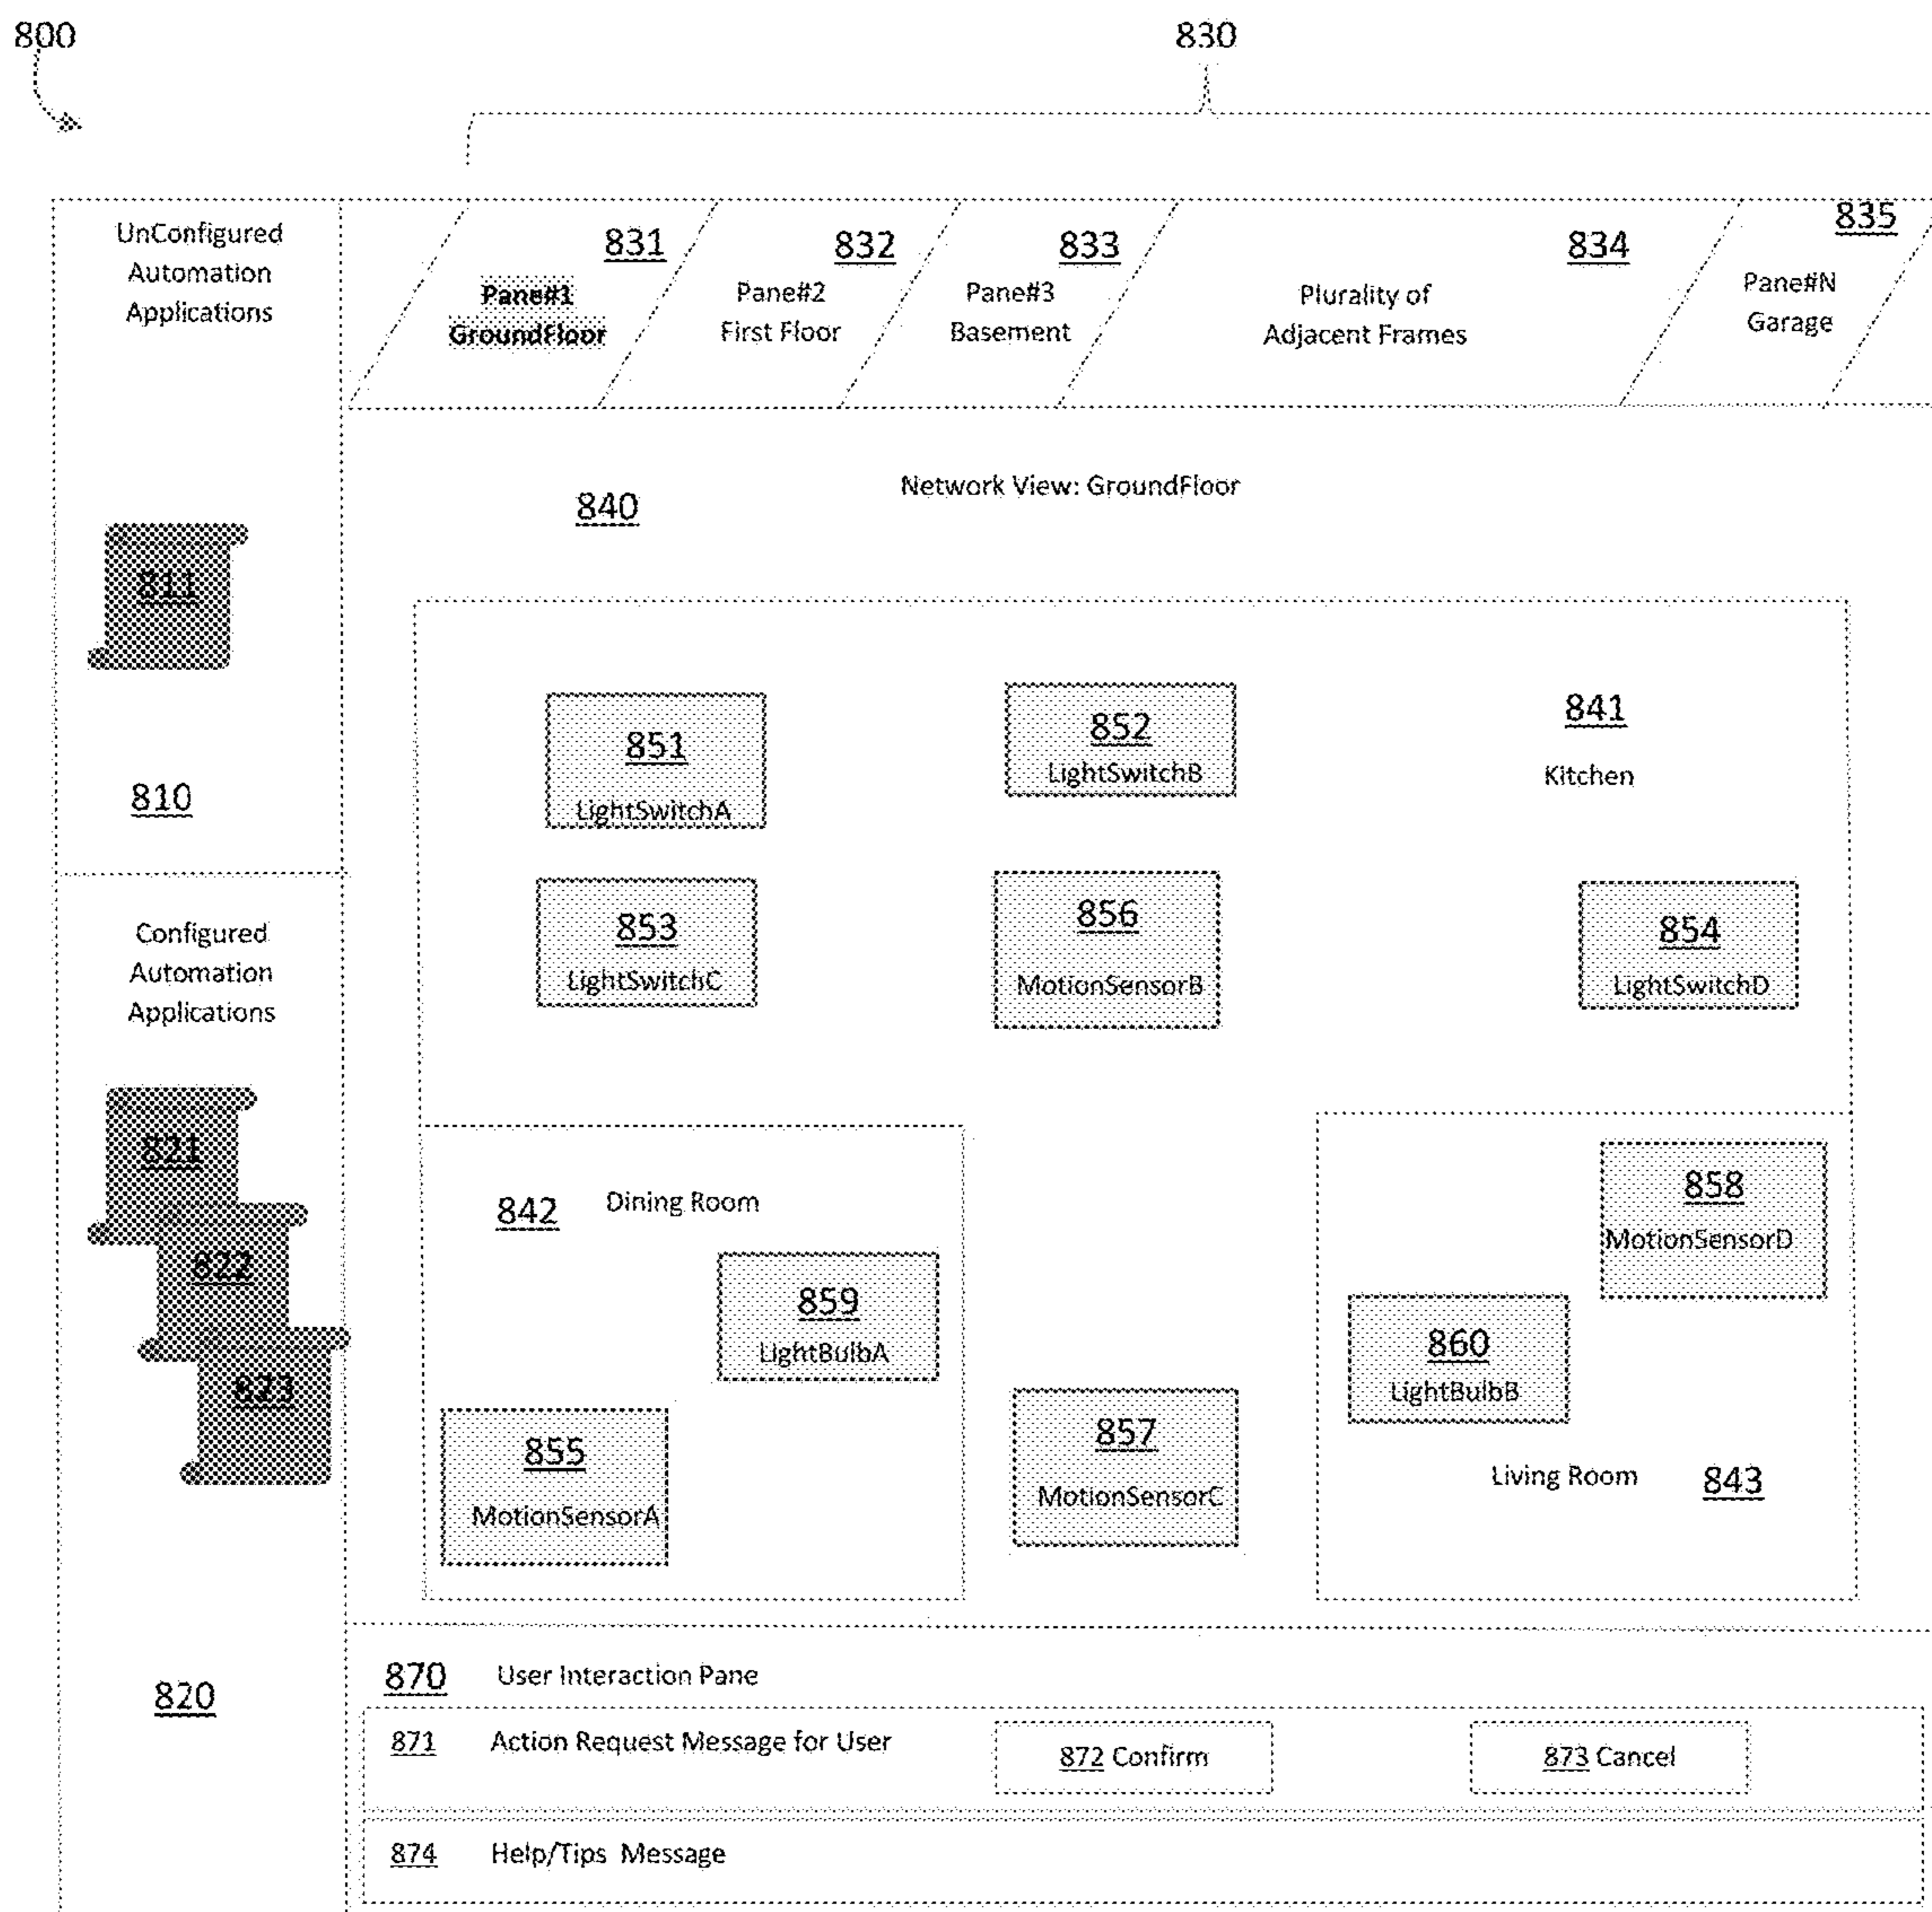 800
830
UnConfigured
Automation
Applications
831
Pane#1
GroundFloor
832
Pane#2
First Floor
833
Pane#3
Basement
834
Plurality of
Adjacent Frames
835
Pane#N
Garage
840
Network View: GroundFloor
811
810
851
LightSwitchA
852
LightSwitchB
841
Kitchen
853
LightSwitchC
856
MotionSensorB
854
LightSwitchD
Configured
Automation
Applications
821
822
823
820
842 Dining Room
859
LightBulbA
855
MotionSensorA
857
MotionSensorC
858
MotionSensorD
860
LightBulbB
Living Room 843
870 User Interaction Pane
871 Action Request Message for User
872 Confirm
873 Cancel
874 Help/Tips Message